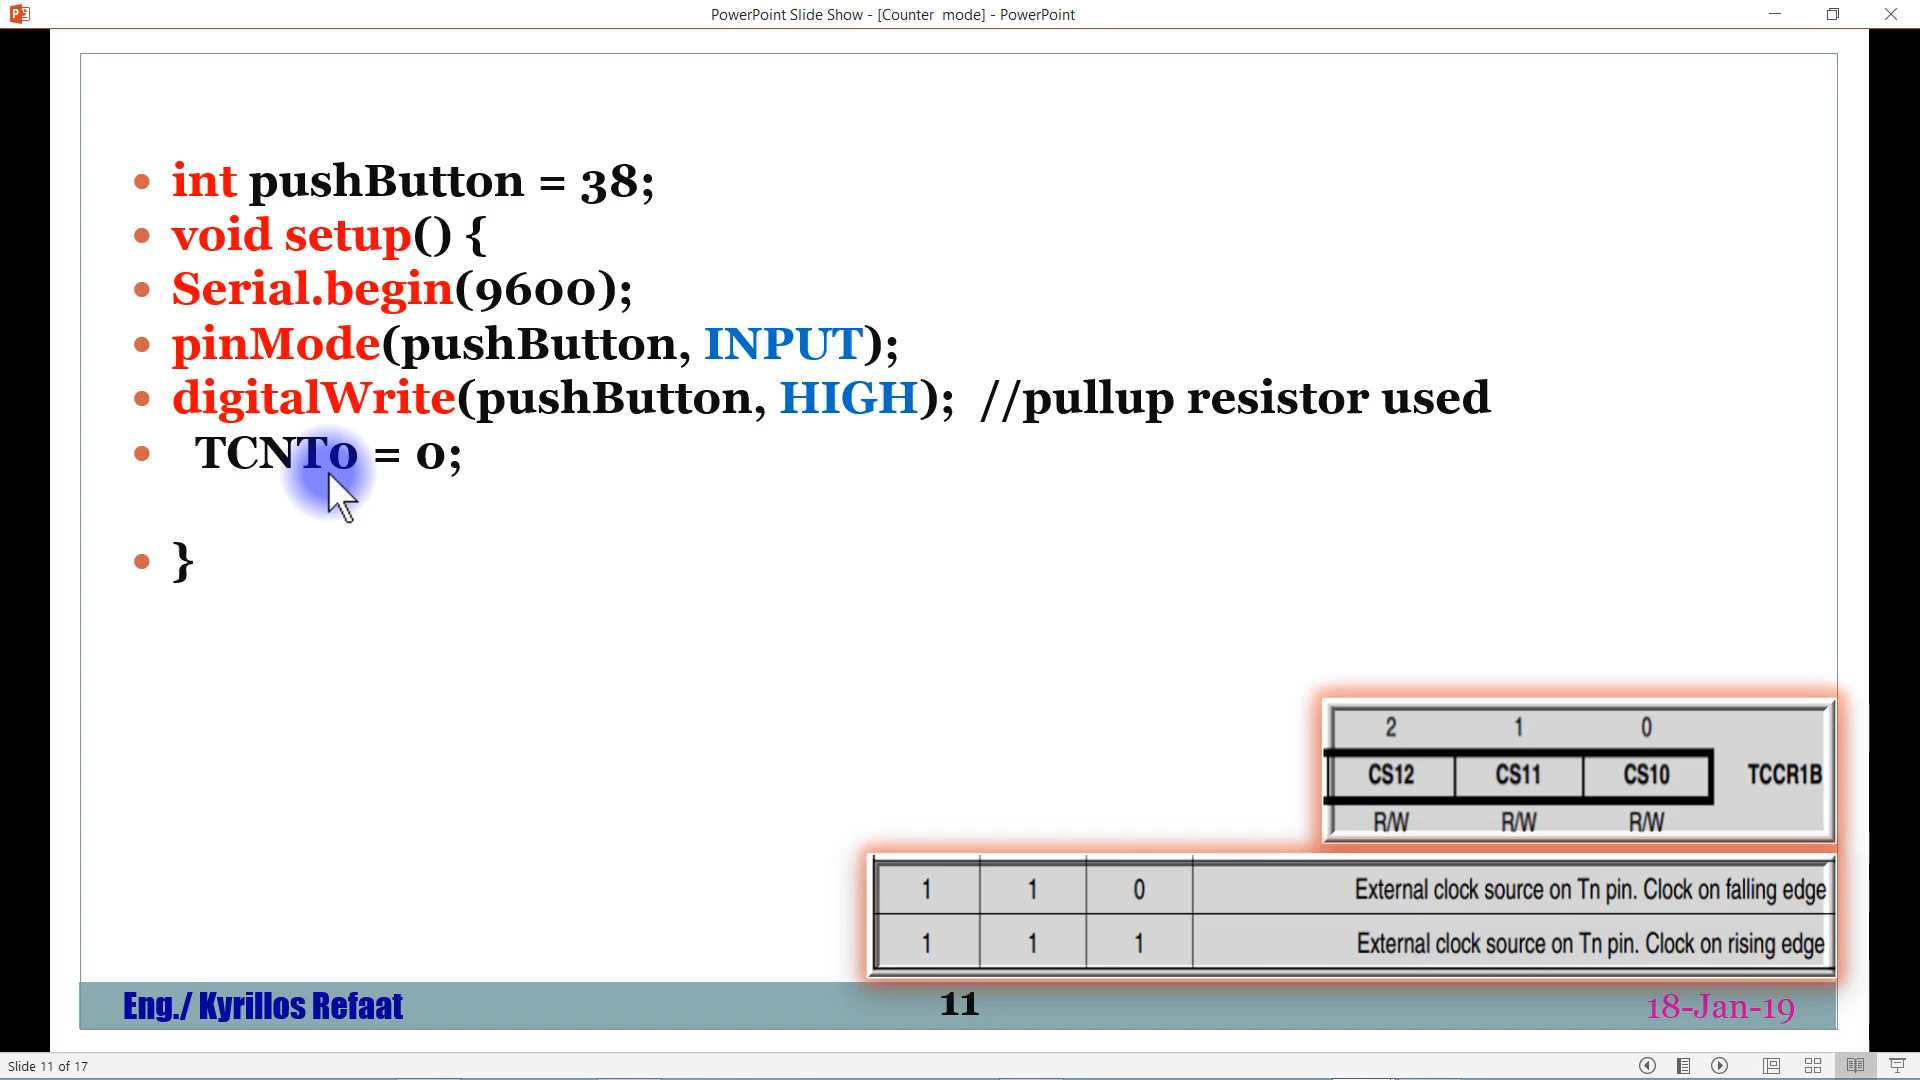 PowerPoint Slide Show - [Counter  mode] - PowerPoint
• int pushButton = 38;
• void setup() {
• Serial.begin(9600);
• pinMode(pushButton, INPUT);
• digitalWrite(pushButton, HIGH);  //pullup resistor used
• TCNT0 = 0;
• }
2 1 0
CS12 CS11 CS10 TCCR1B
R/W R/W R/W
1 1 0 External clock source on Tn pin. Clock on falling edge
1 1 1 External clock source on Tn pin. Clock on rising edge
Eng./ Kyrillos Refaat 11 18-Jan-19
Slide 11 of 17